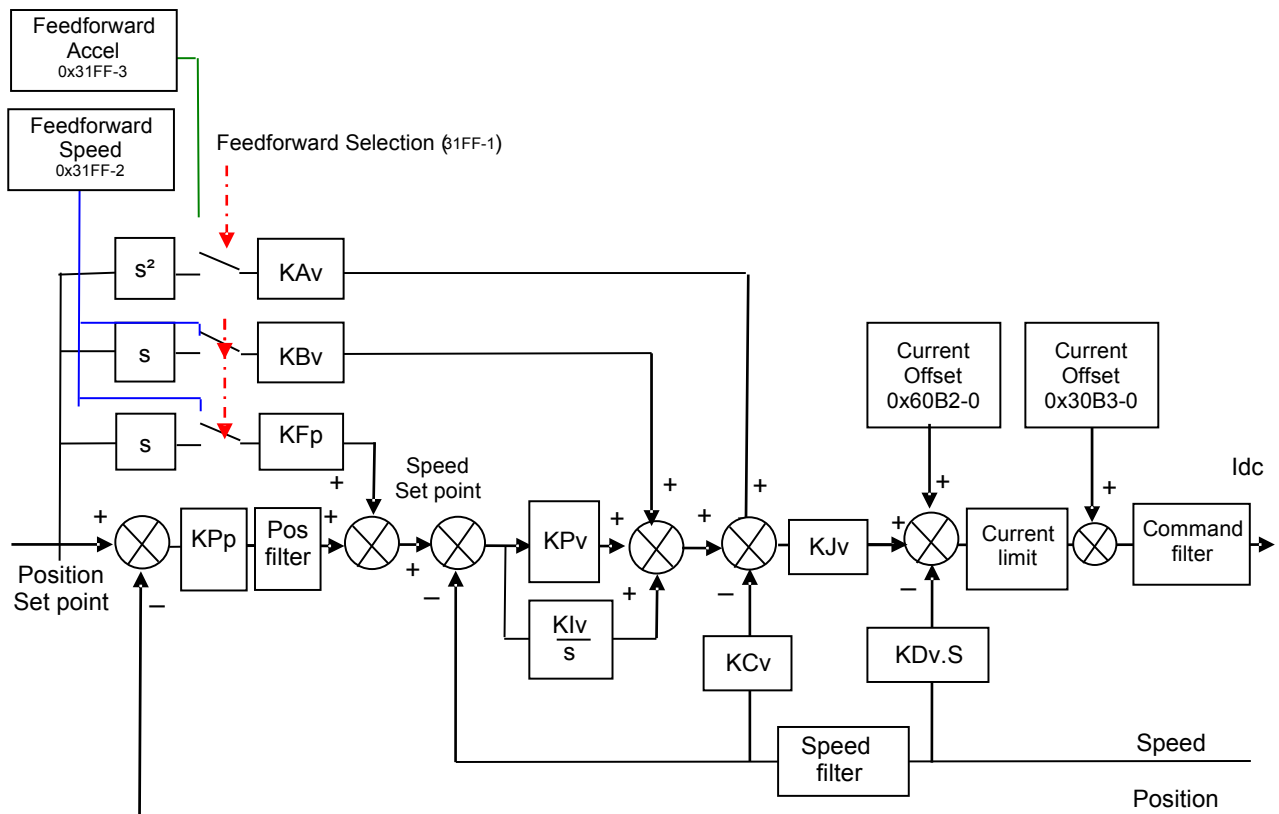 Feedforward
Accel
0x31FF-3
Feedforward
Speed
0x31FF-2
Feedforward Selection (31FF-1)
s²
KAv
s
KBv
s
KFp
Current
Offset
0x60B2-0
Current
Offset
0x30B3-0
Idc
Speed
Set point
+
+
+
+
+
+
+
KPp
Pos
filter
+
+
–
KPv
+
+
KIv
s
+
–
KJv
+
–
Current
limit
Command
filter
Position
Set point
–
KCv
KDv.S
Speed
filter
Speed
Position